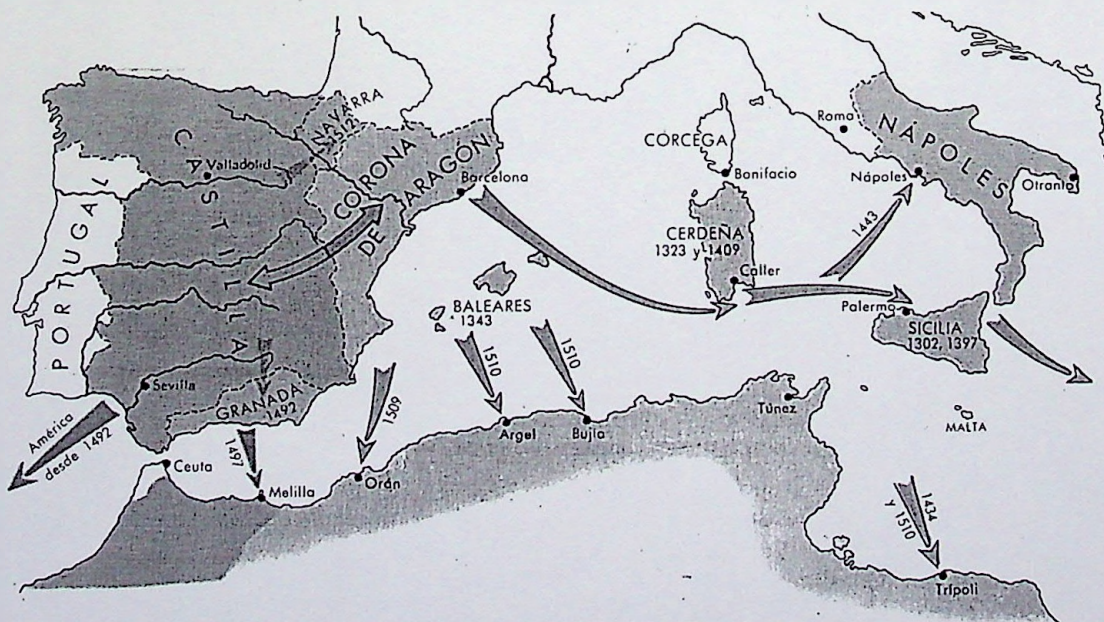 CASTILLA
Valladolid
PORTUGAL
NAVARRA
(1512)
CORONA
DE ARAGÓN
Barcelona
Sevilla
GRANADA
1492
América
desde 1492
Ceuta
1497
Melilla
1509
Orán
BALEARES
1343
1510
1510
Argel
Bujía
Túnez
CÓRCEGA
Bonifacio
CERDEÑA
1323 y 1409
Caller
Roma
NÁPOLES
Nápoles
Otranto
1443
Palermo
SICILIA
1302, 1397
MALTA
1434
y 1510
Trípoli